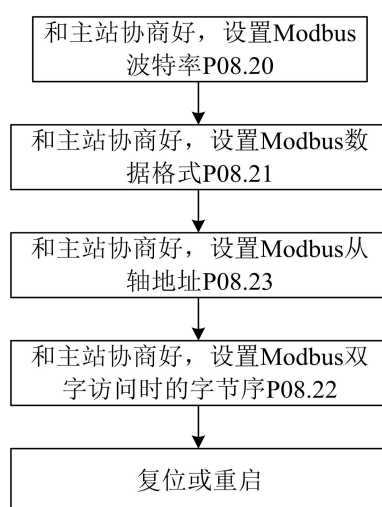 和主站协商好，设置Modbus
波特率P08.20
和主站协商好，设置Modbus数
据格式P08.21
和主站协商好，设置Modbus从
轴地址P08.23
和主站协商好，设置Modbus双
字访问时的字节序P08.22
复位或重启